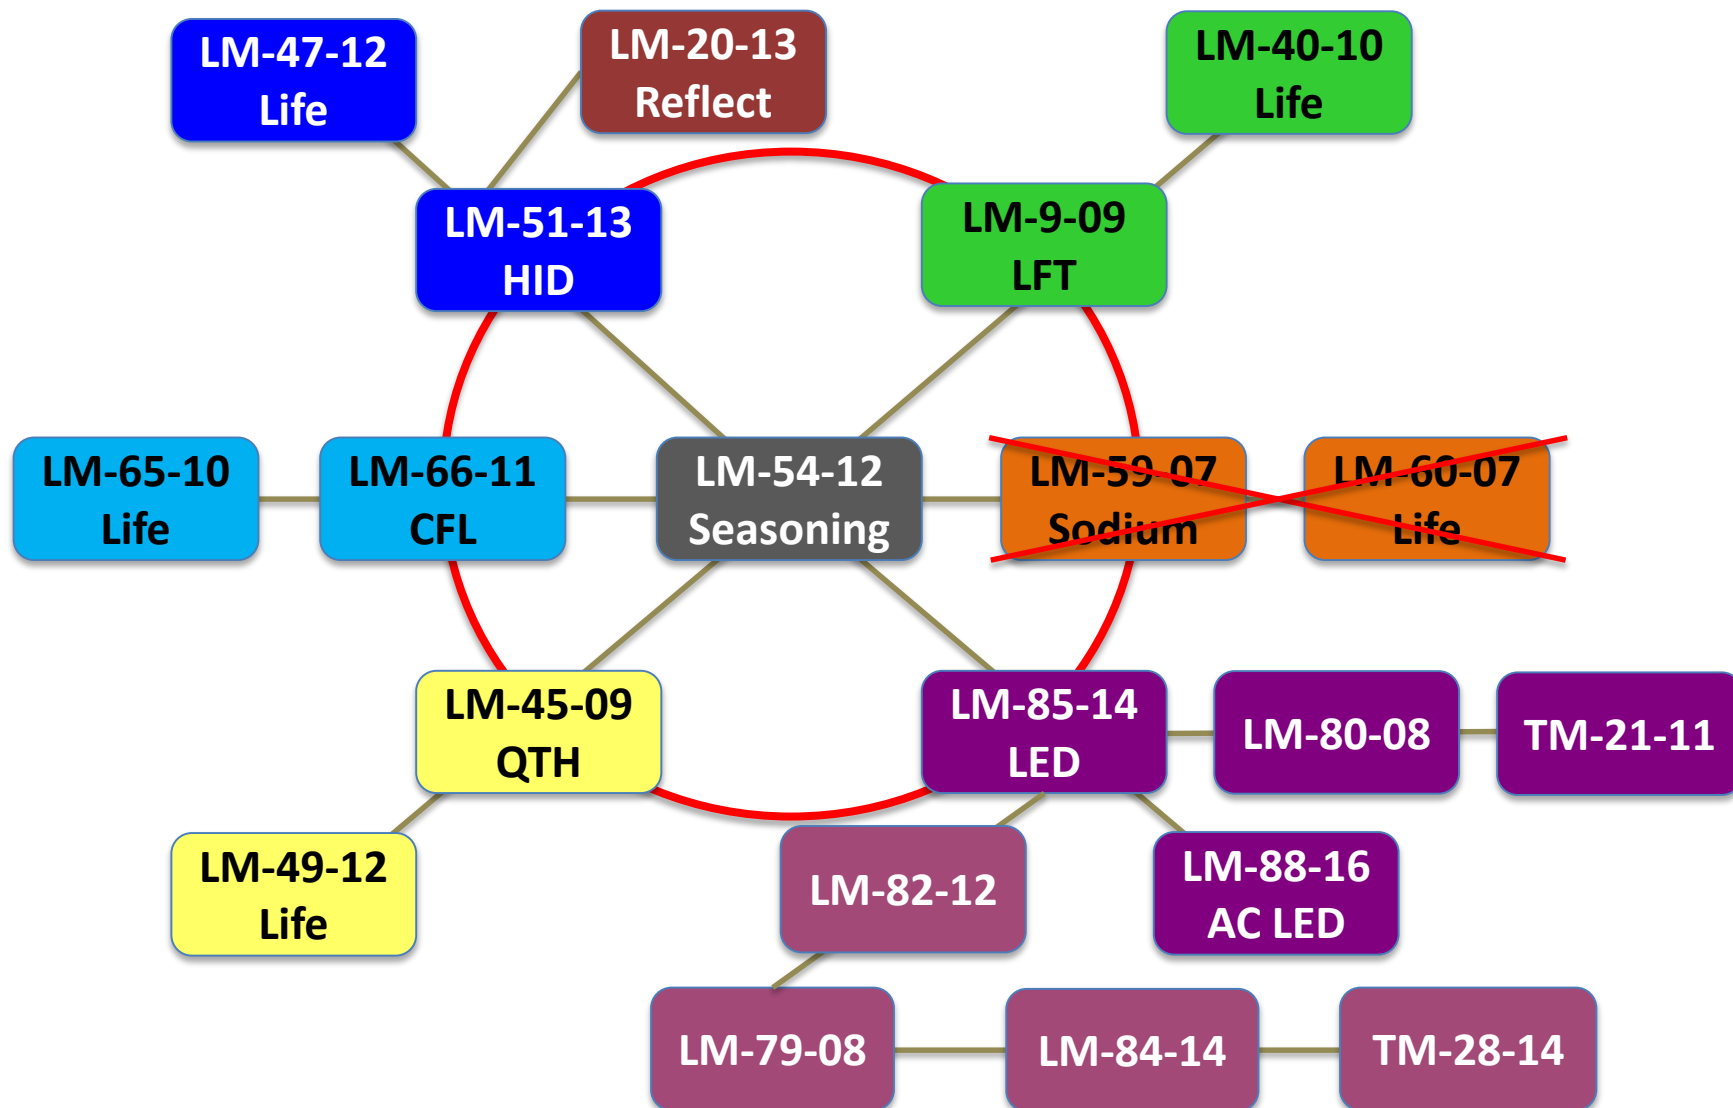 LM-47-12
Life
LM-20-13
Reflect
LM-40-10
Life
LM-51-13
HID
LM-9-09
LFT
LM-65-10
Life
LM-66-11
CFL
LM-54-12
Seasoning
LM-59-07
Sodium
LM-60-07
Life
LM-45-09
QTH
LM-85-14
LED
LM-80-08
TM-21-11
LM-49-12
Life
LM-82-12
LM-88-16
AC LED
LM-79-08
LM-84-14
TM-28-14